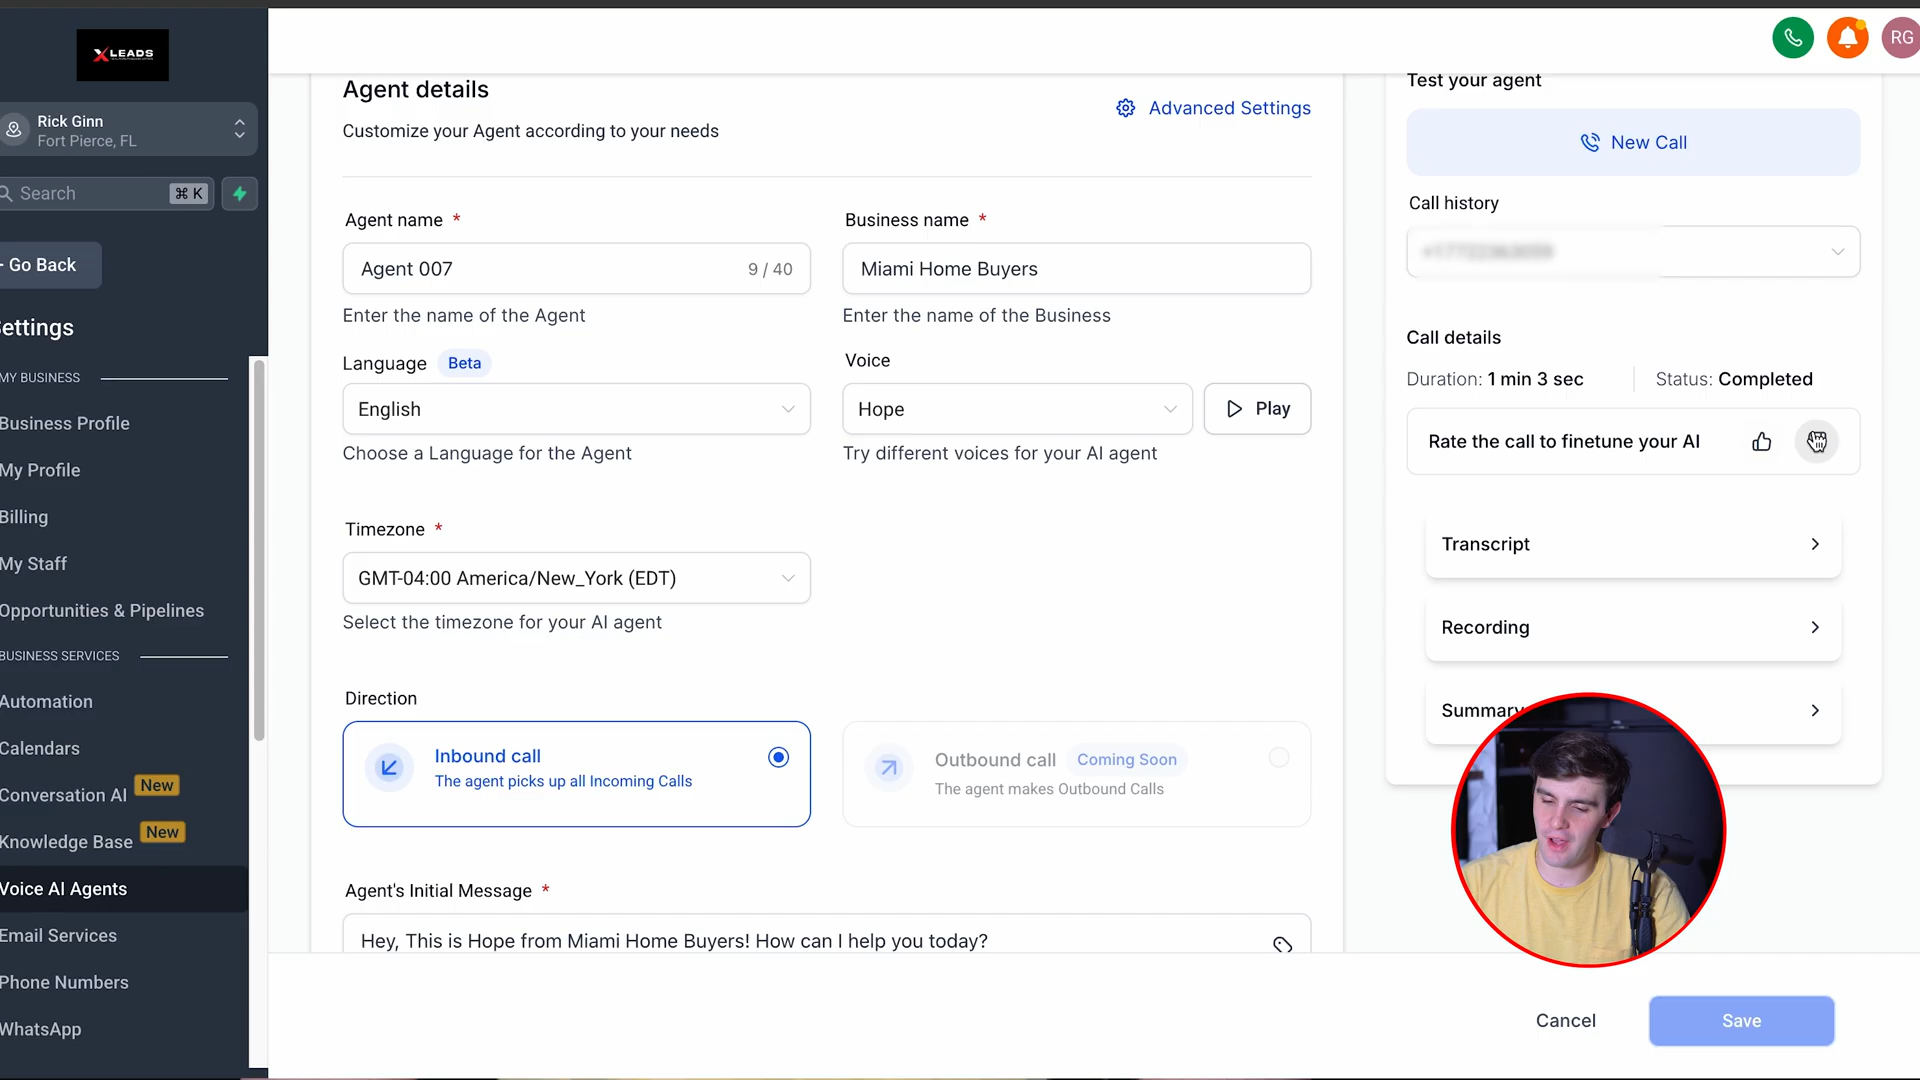 XLEADS
Rick Ginn
Fort Pierce, FL
Search
⌘ K
Go Back
ettings
MY BUSINESS
Business Profile
My Profile
Billing
My Staff
Opportunities & Pipelines
BUSINESS SERVICES
Automation
Calendars
Conversation AI New
Knowledge Base New
Voice AI Agents
Email Services
Phone Numbers
WhatsApp
RG
Agent details
Customize your Agent according to your needs
Advanced Settings
Agent name *
Agent 007
9 / 40
Enter the name of the Agent
Business name *
Miami Home Buyers
Enter the name of the Business
Language Beta
English
Choose a Language for the Agent
Voice
Hope
Play
Try different voices for your AI agent
Timezone *
GMT-04:00 America/New_York (EDT)
Select the timezone for your AI agent
Direction
Inbound call
The agent picks up all Incoming Calls
Outbound call Coming Soon
The agent makes Outbound Calls
Agent's Initial Message *
Hey, This is Hope from Miami Home Buyers! How can I help you today?
Test your agent
New Call
Call history
Call details
Duration: 1 min 3 sec
Status: Completed
Rate the call to finetune your AI
Transcript
Recording
Summary
Cancel
Save